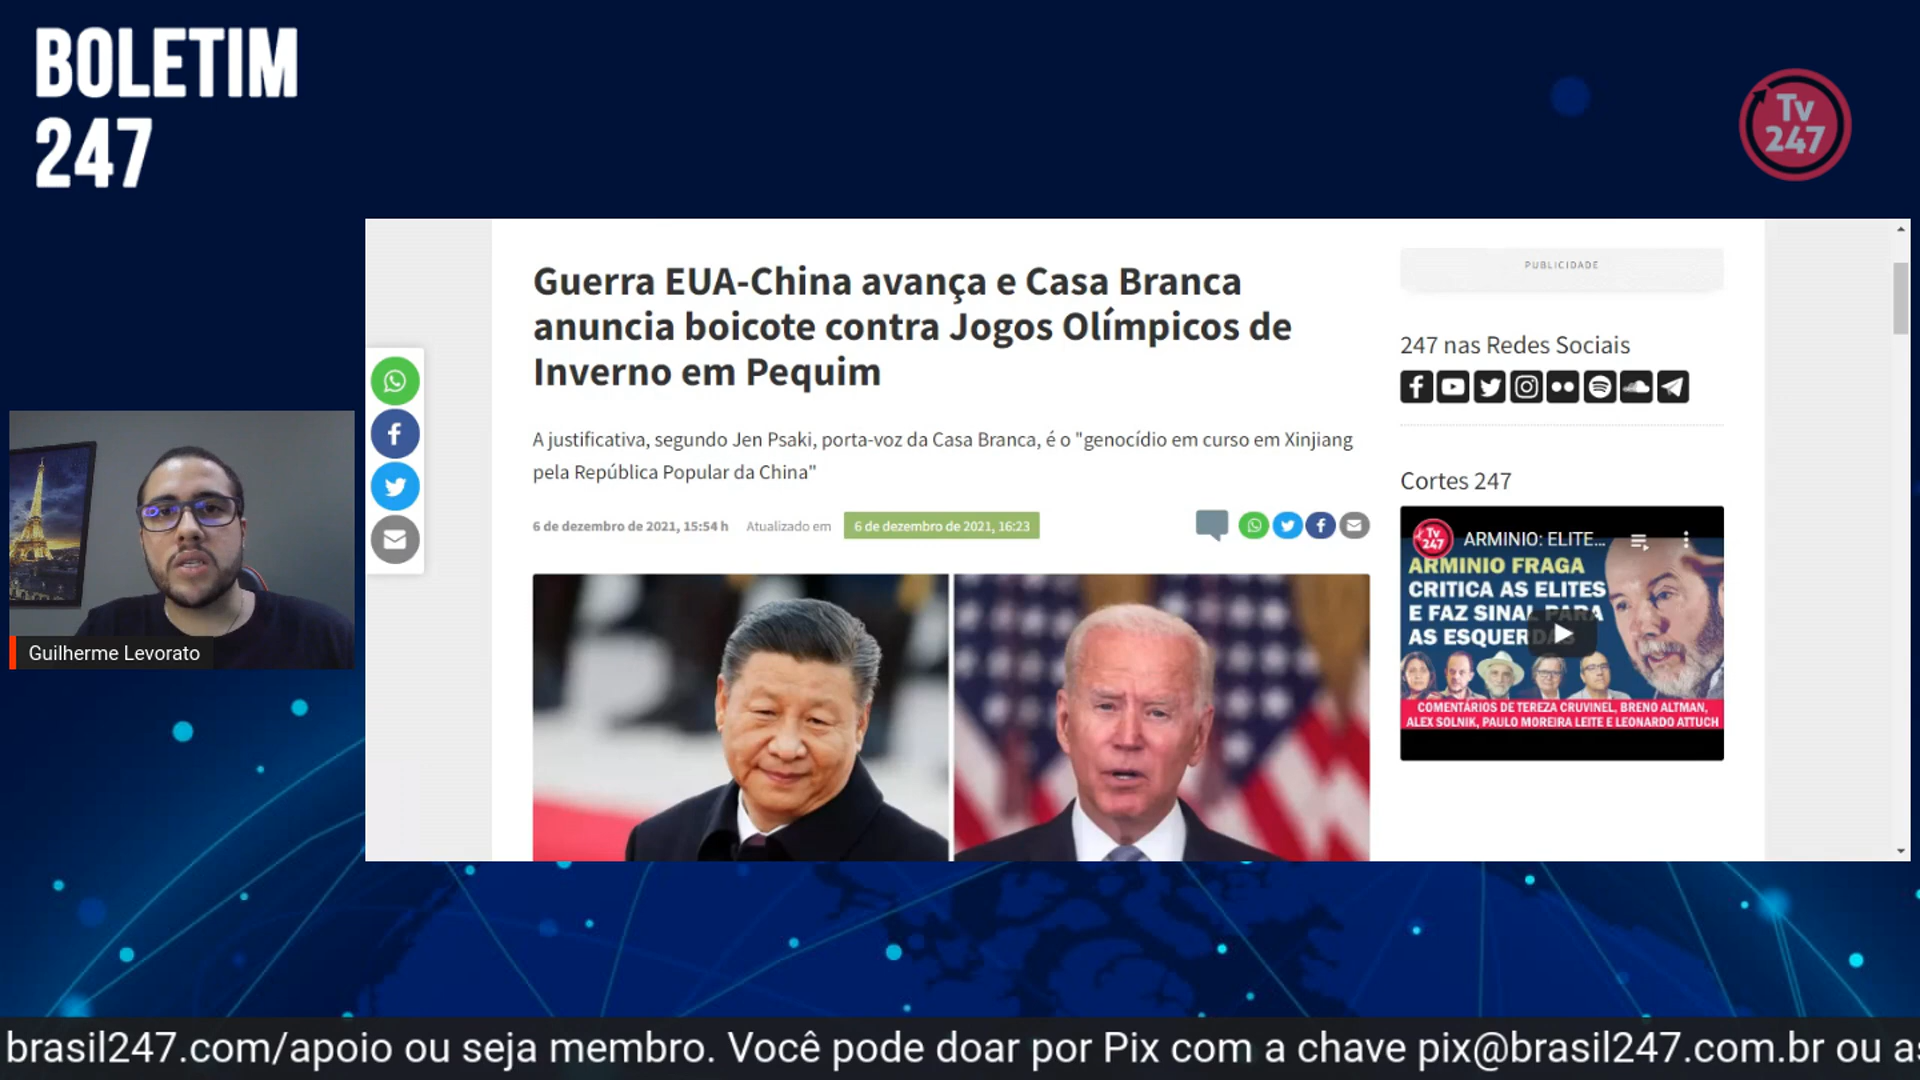 BOLETIM
247
Tv
247
Guerra EUA-China avança e Casa Branca
anuncia boicote contra Jogos Olímpicos de
Inverno em Pequim
A justificativa, segundo Jen Psaki, porta-voz da Casa Branca, é o "genocídio em curso em Xinjiang
pela República Popular da China"
6 de dezembro de 2021, 15:54 h Atualizado em 6 de dezembro de 2021, 16:23
PUBLICIDADE
247 nas Redes Sociais
Cortes 247
Tv
247
ARMINIO: ELITE...
ARMINIO FRAGA
CRITICA AS ELITES
E FAZ SINAL PARA
AS ESQUERDAS
COMENTÁRIOS DE TEREZA CRUVINEL, BRENO ALTMAN,
ALEX SOLNIK, PAULO MOREIRA LEITE E LEONARDO ATTUCH
Guilherme Levorato
brasil247.com/apoio ou seja membro. Você pode doar por Pix com a chave pix@brasil247.com.br ou as